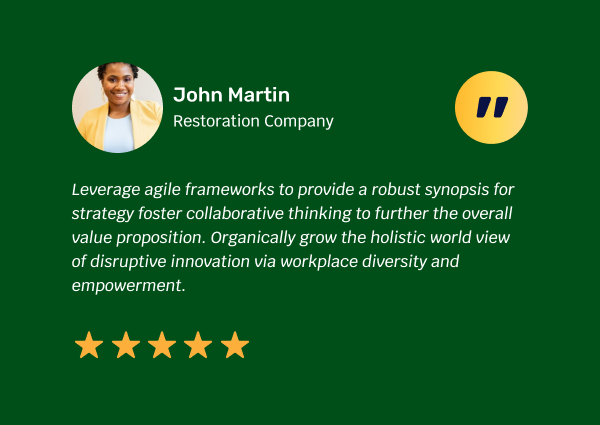 John Martin
Restoration Company
"
Leverage agile frameworks to provide a robust synopsis for
strategy foster collaborative thinking to further the overall
value proposition. Organically grow the holistic world view
of disruptive innovation via workplace diversity and
empowerment.